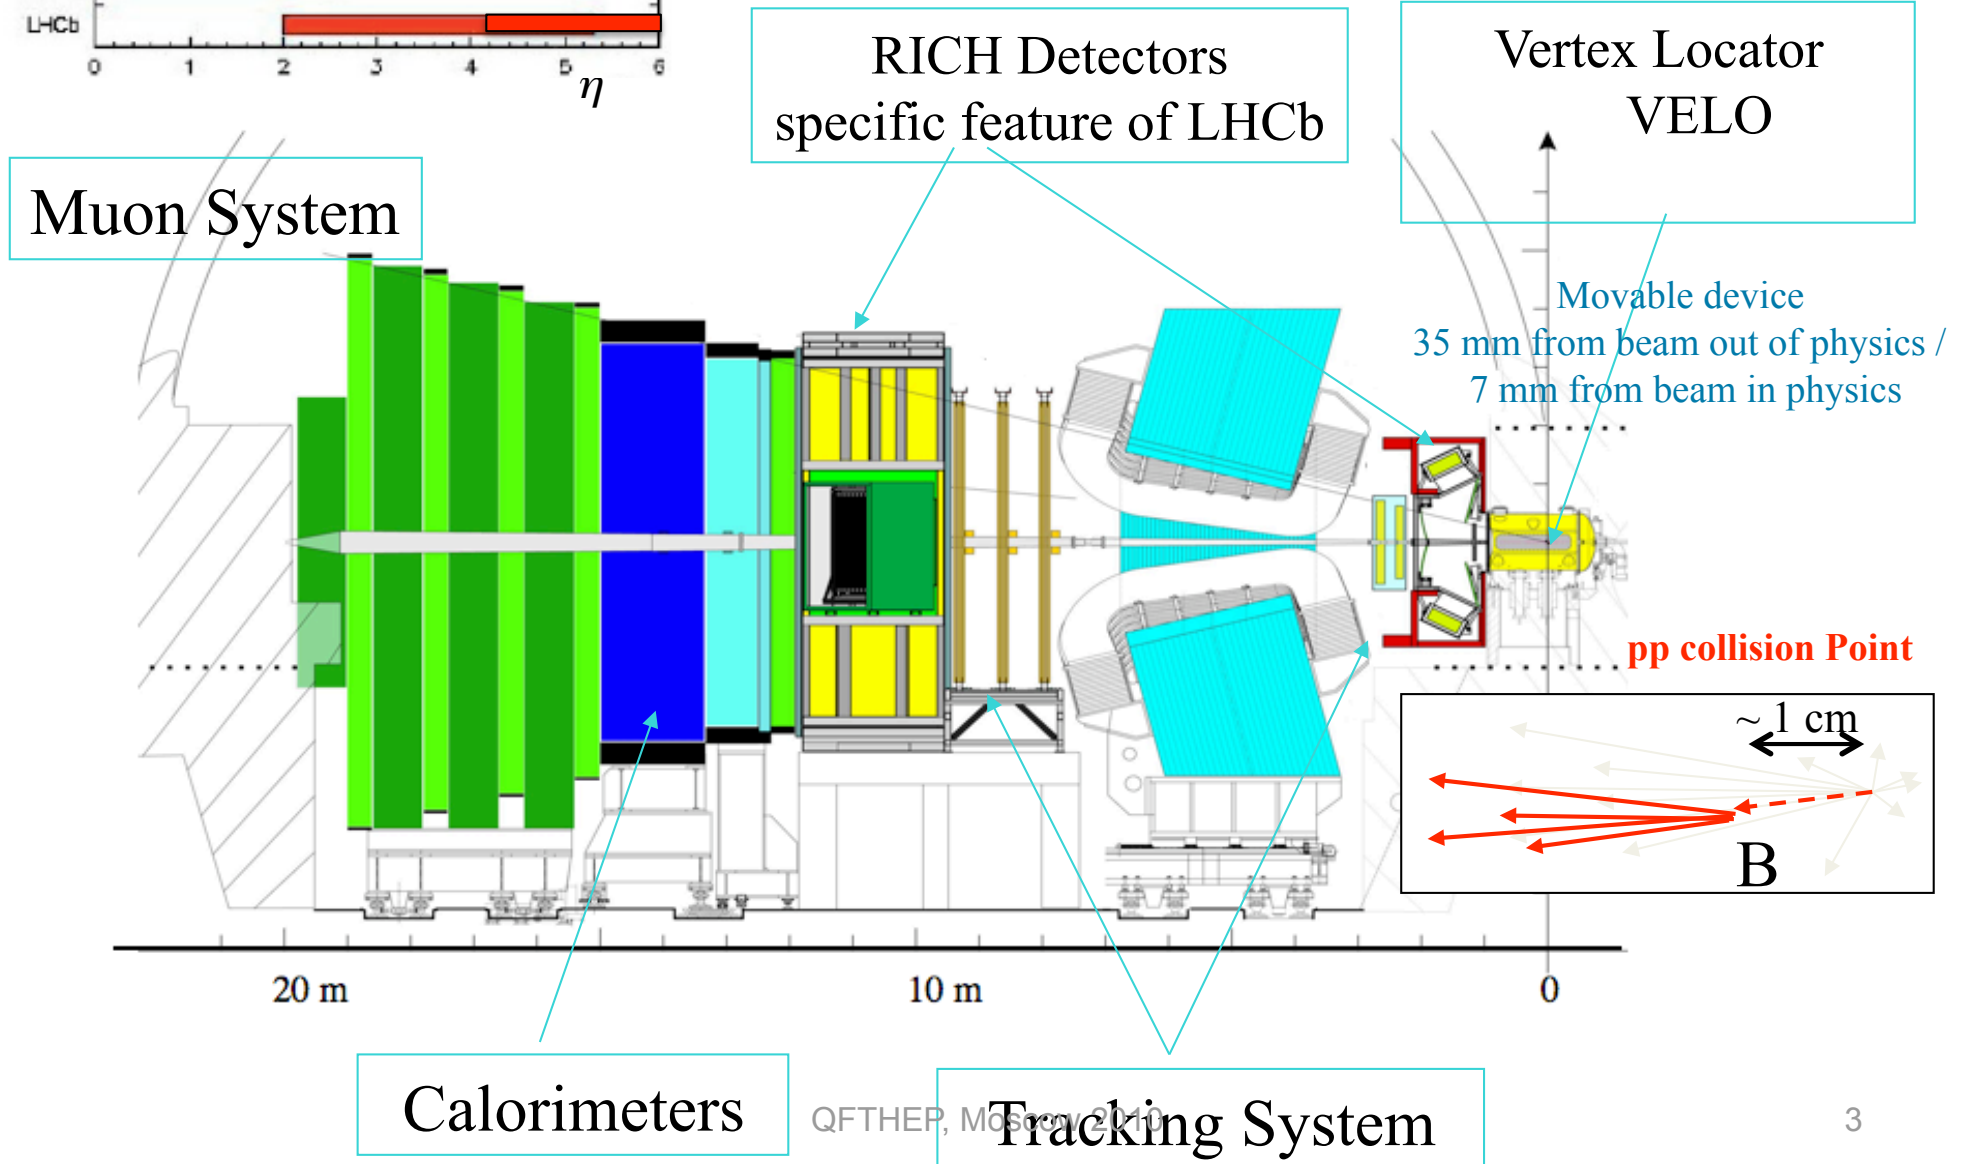 LHCb
0 1 2 3 4 5 6
η
RICH Detectors
specific feature of LHCb
Vertex Locator
VELO
Muon System
Movable device
35 mm from beam out of physics /
7 mm from beam in physics
pp collision Point
~ 1 cm
B
20 m
10 m
0
Calorimeters
Tracking System
QFTHEP, Moscow 2010
3